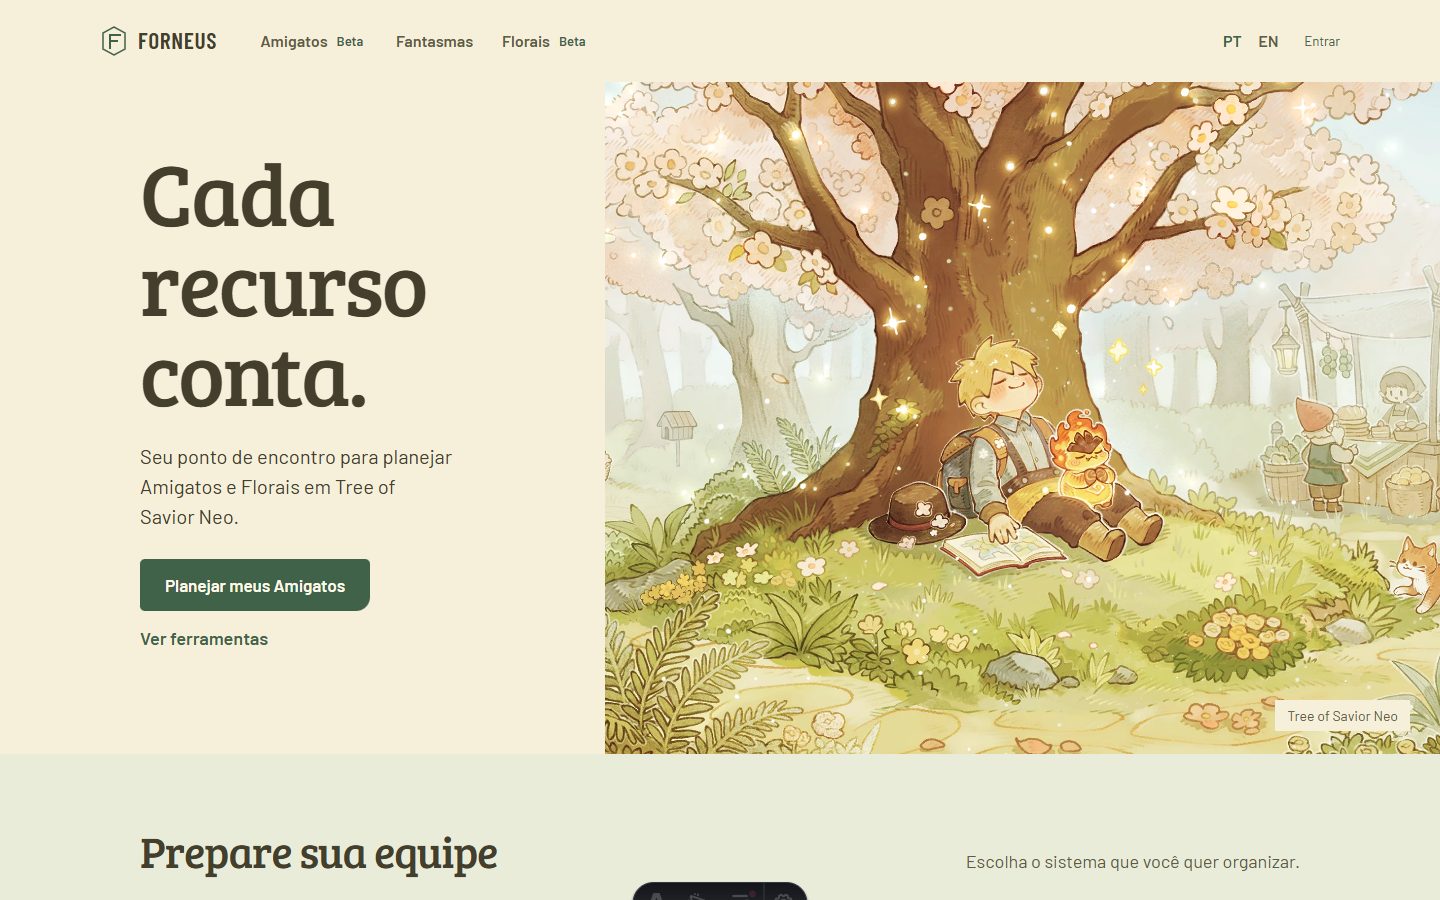 FORNEUS
Amigatos Beta
Fantasmas
Florais Beta
PT EN Entrar
Cada
recurso
conta.
Seu ponto de encontro para planejar
Amigatos e Florais em Tree of
Savior Neo.
Planejar meus Amigatos
Ver ferramentas
Tree of Savior Neo
Prepare sua equipe
Escolha o sistema que você quer organizar.